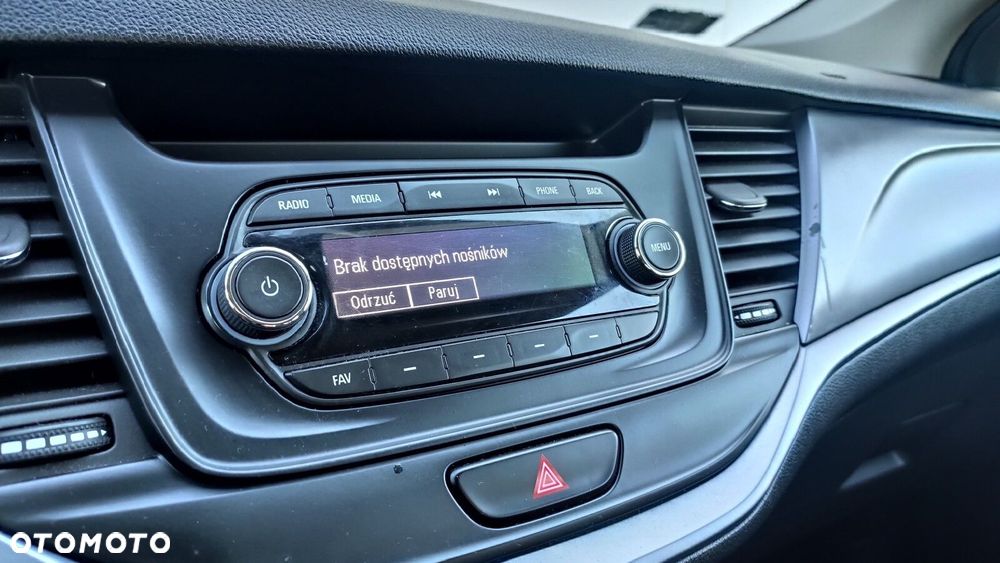 RADIO MEDIA PHONE BACK
Brak dostępnych nośników
Odrzuć Paruj
MENU
FAV
OTOMOTO